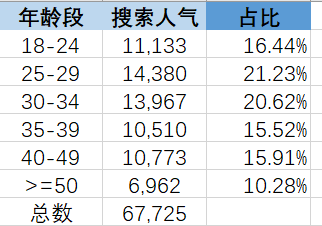 年龄段 搜索人气 占比
18-24 11,133 16.44%
25-29 14,380 21.23%
30-34 13,967 20.62%
35-39 10,510 15.52%
40-49 10,773 15.91%
>=50 6,962 10.28%
总数 67,725